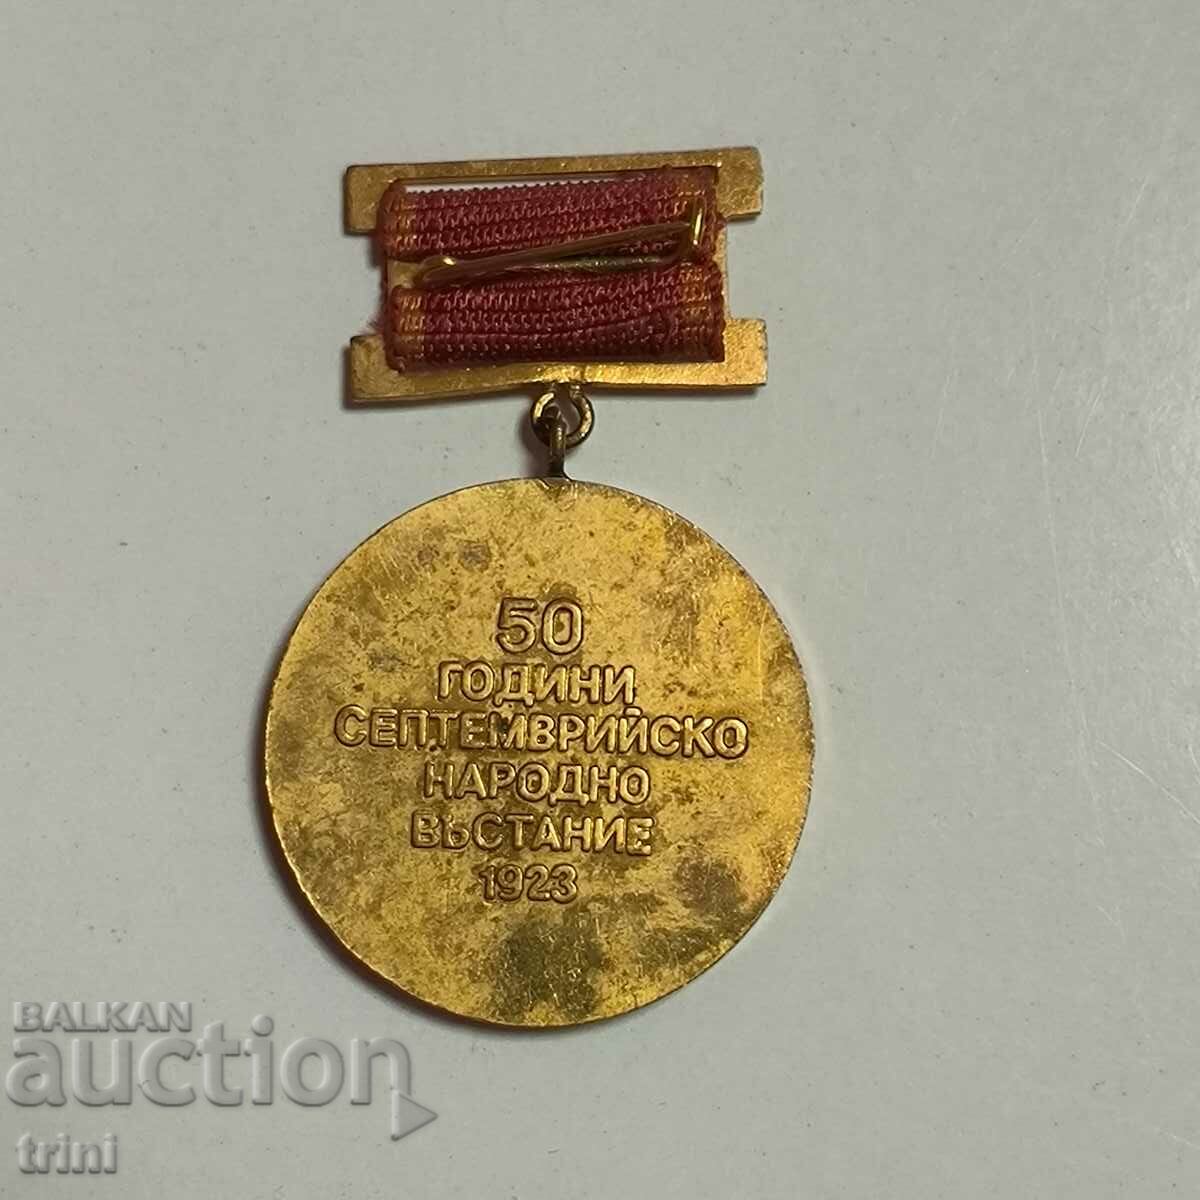 50
ГОДИНИ
СЕПТЕМВРИЙСКО
НАРОДНО
ВЪСТАНИЕ
1923
BALKAN
auction
trini